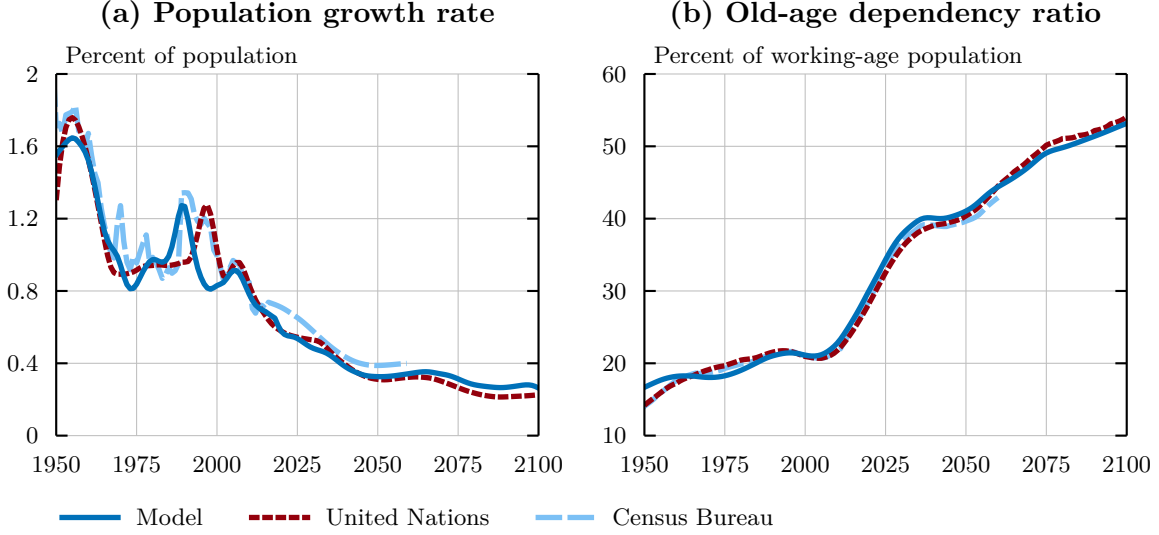 (a) Population growth rate
Percent of population
2
1.6
1.2
0.8
0.4
0
1950 1975 2000 2025 2050 2075 2100
(b) Old-age dependency ratio
Percent of working-age population
60
50
40
30
20
10
1950 1975 2000 2025 2050 2075 2100
Model United Nations Census Bureau